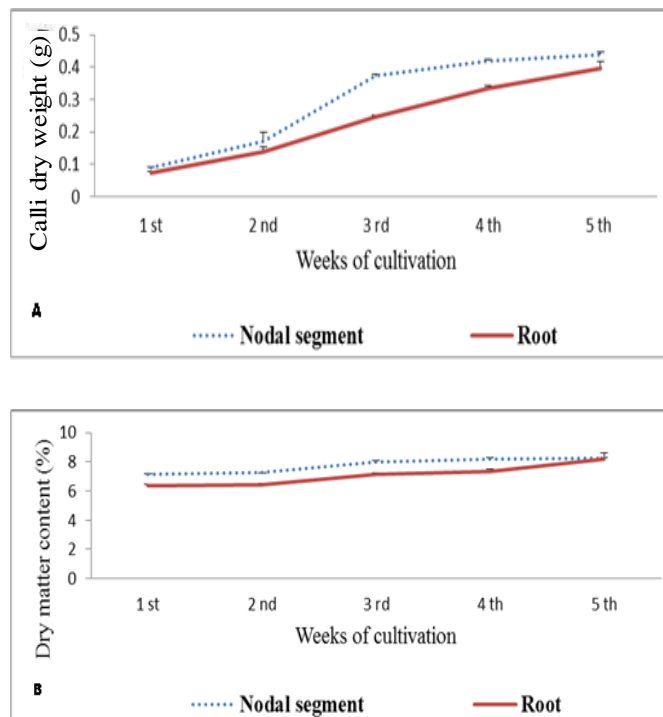 Calli dry weight (g)
0.5
0.4
0.3
0.2
0.1
0
1 st 2 nd 3 rd 4 th 5 th
Weeks of cultivation
A
Nodal segment Root
Dry matter content (%)
10
8
6
4
2
0
1 st 2 nd 3 rd 4 th 5 th
Weeks of cultivation
B
Nodal segment Root